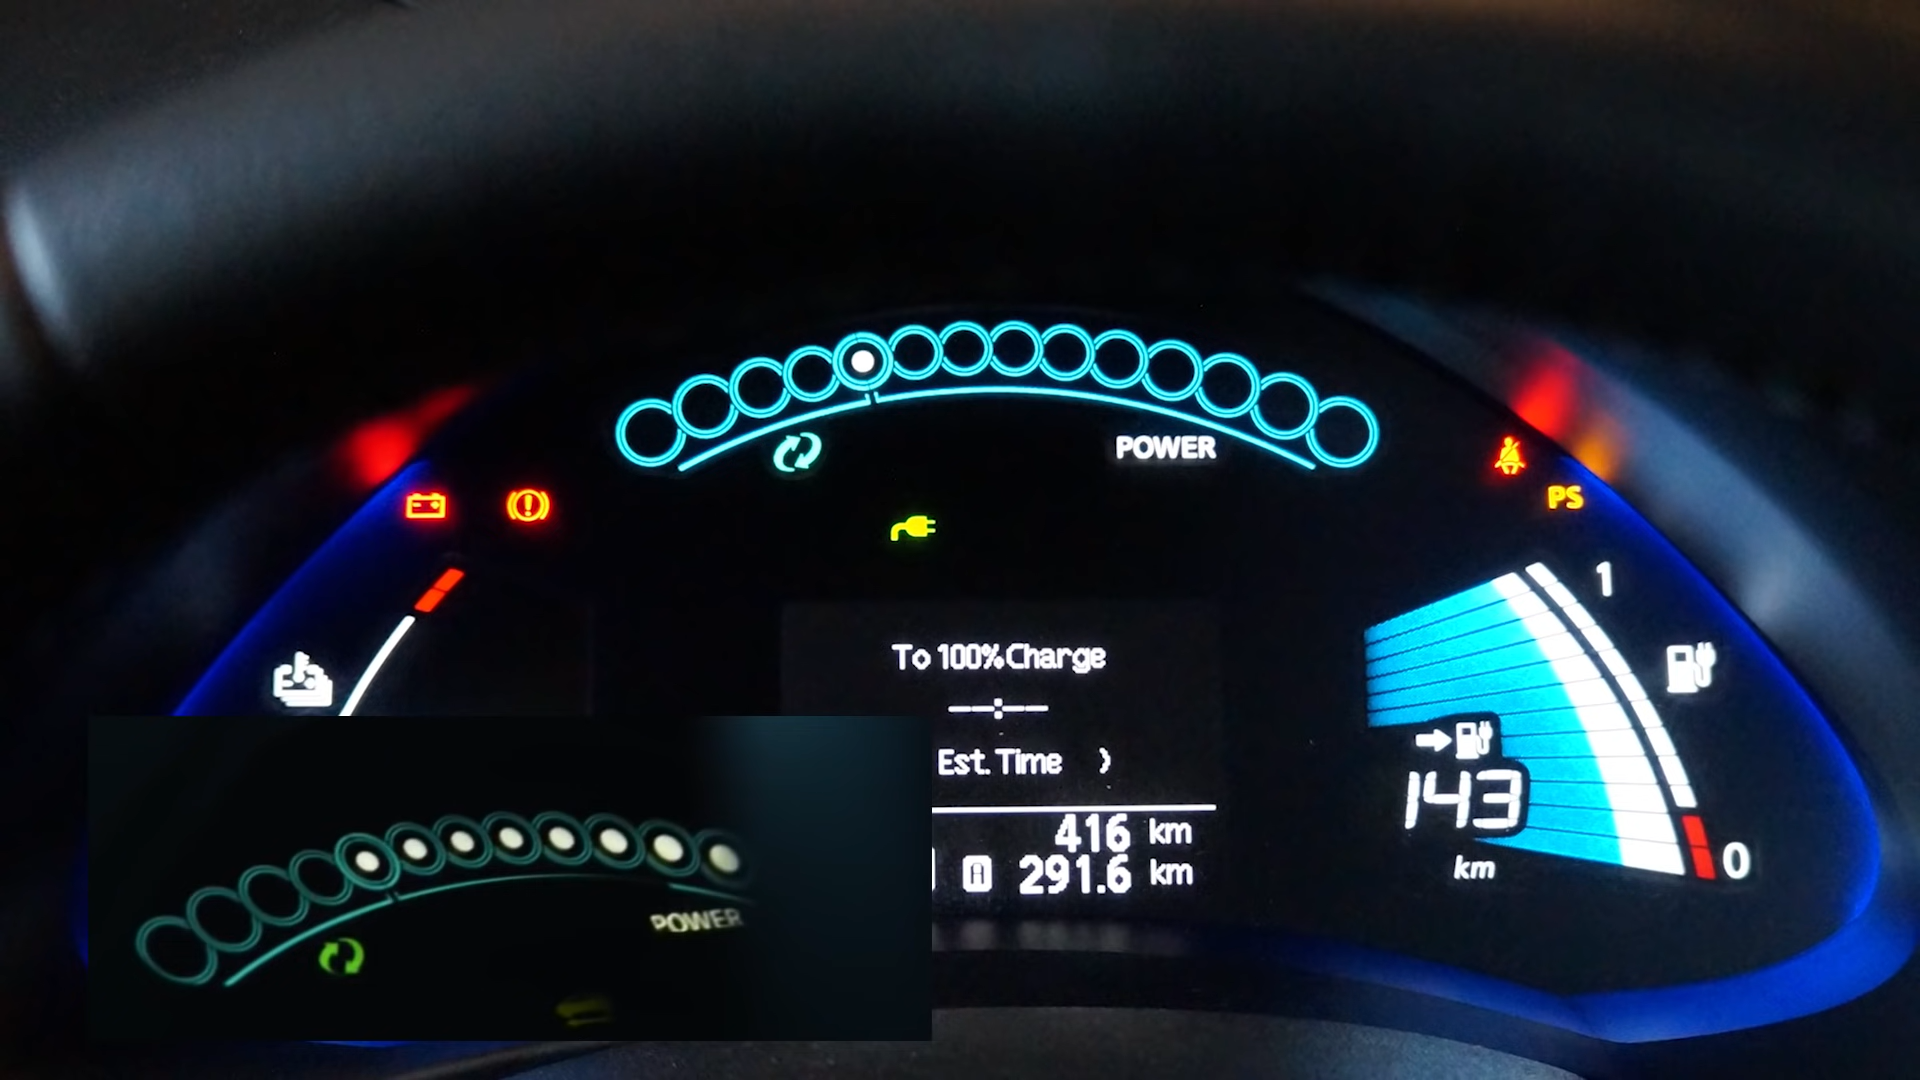 POWER
PS
To 100% Charge
--:--
Est. Time
1
143
km
0
416 km
291.6 km
POWER